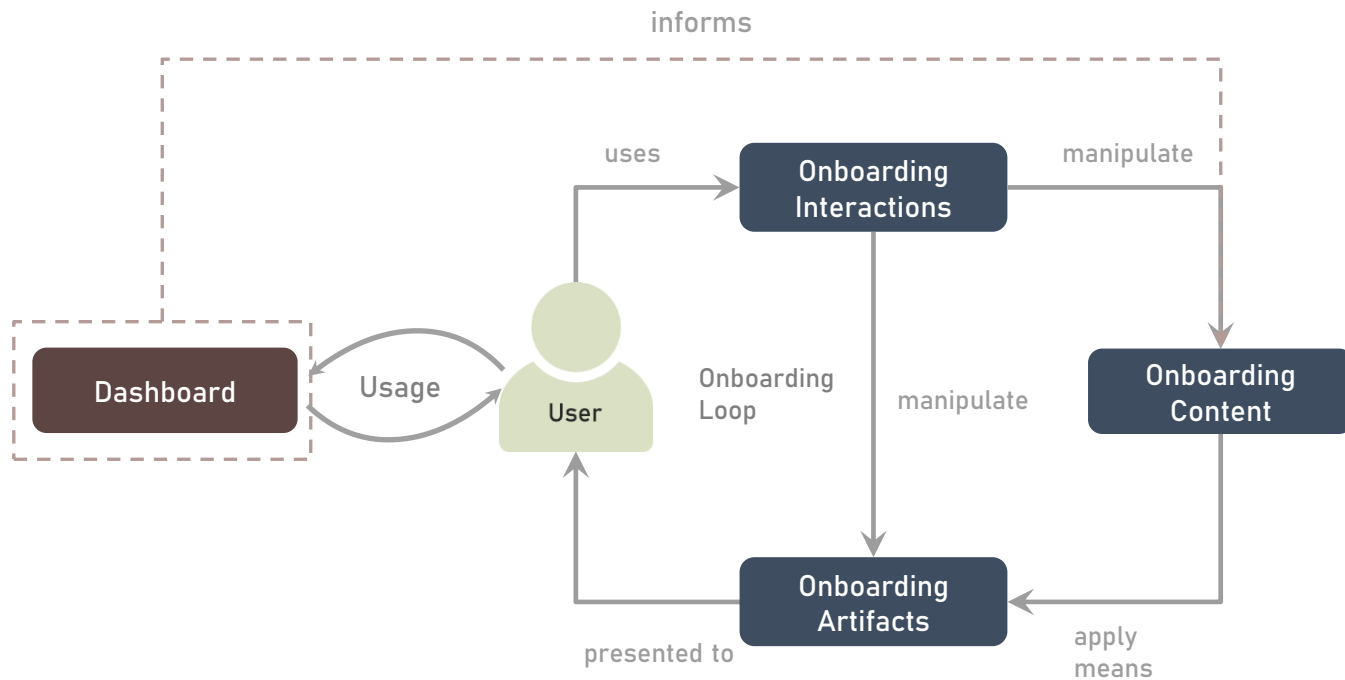 informs
uses
Onboarding
Interactions
manipulate
Dashboard
Usage
User
Onboarding
Loop
manipulate
Onboarding
Content
Onboarding
Artifacts
presented to
apply
means